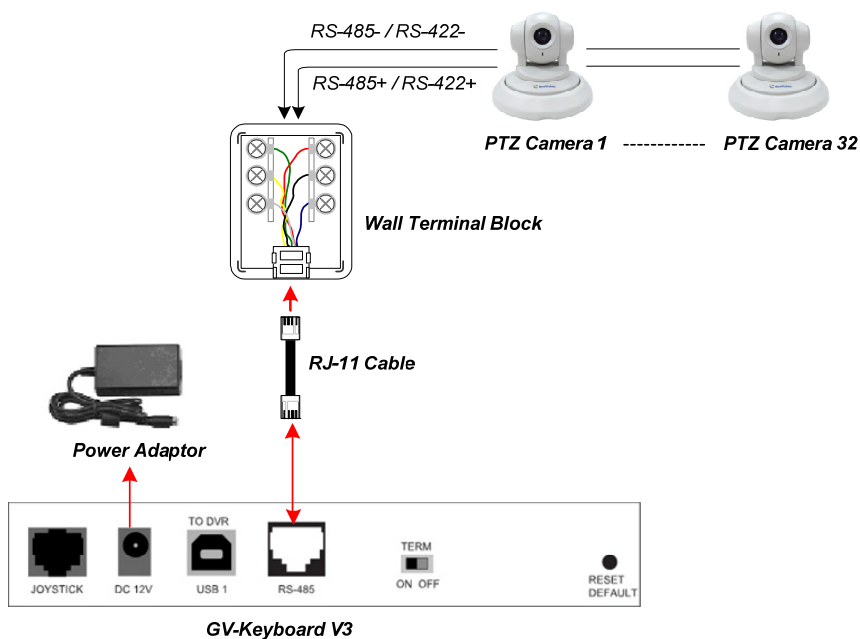 RS-485- / RS-422-
RS-485+ / RS-422+
PTZ Camera 1 ----------- PTZ Camera 32
Wall Terminal Block
RJ-11 Cable
Power Adaptor
TO DVR
TERM
ON OFF
JOYSTICK
DC 12V
USB 1
RS-485
RESET
DEFAULT
GV-Keyboard V3